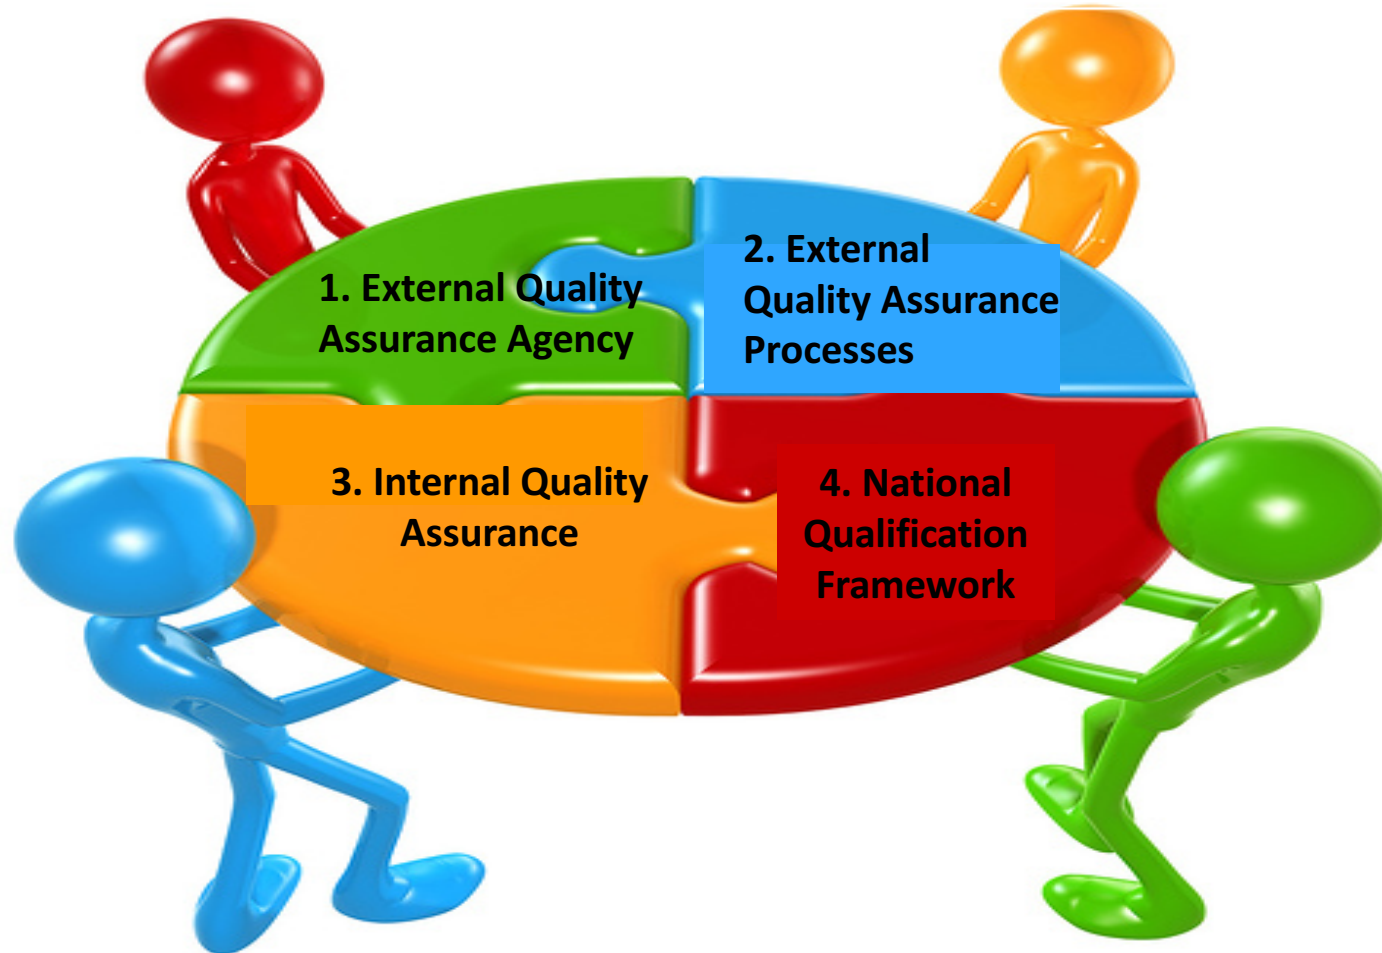 1. External Quality
Assurance Agency
2. External
Quality Assurance
Processes
3. Internal Quality
Assurance
4. National
Qualification
Framework